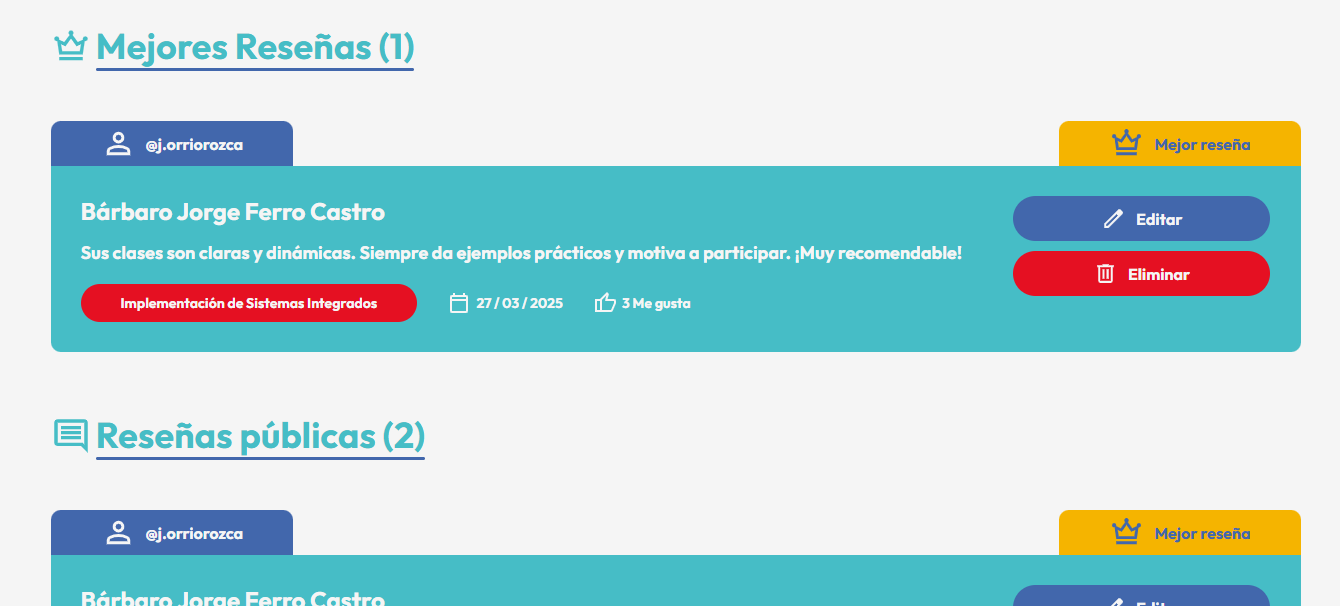 Mejores Reseñas (1)
@j.orriorozca
Mejor reseña
Bárbaro Jorge Ferro Castro
Editar
Sus clases son claras y dinámicas. Siempre da ejemplos prácticos y motiva a participar. ¡Muy recomendable!
Eliminar
Implementación de Sistemas Integrados
27 / 03 / 2025
3 Me gusta
Reseñas públicas (2)
@j.orriorozca
Mejor reseña
Bárbaro Jorge Ferro Castro